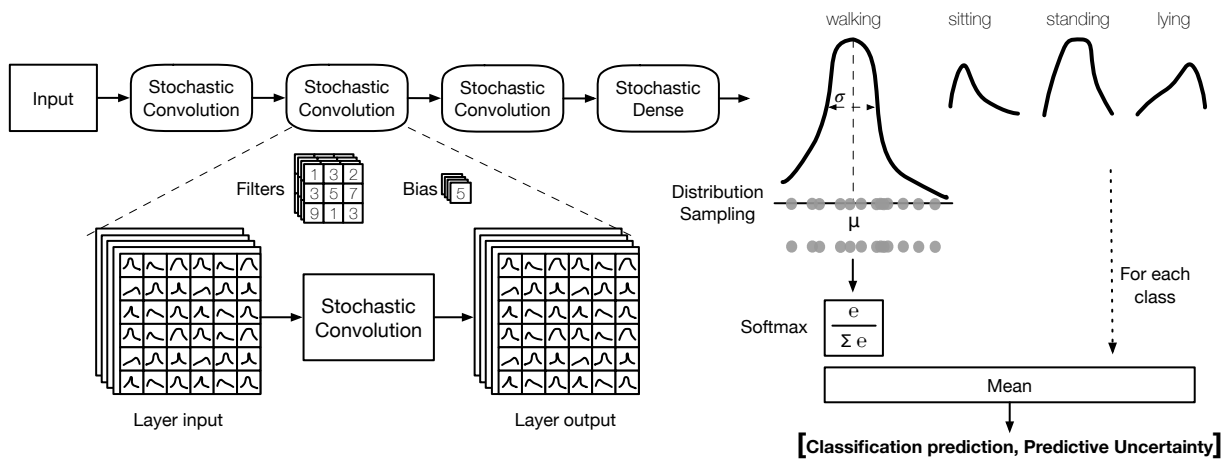 walking
sitting
standing
lying
Input
Stochastic
Convolution
Stochastic
Convolution
Stochastic
Convolution
Stochastic
Dense
σ
Filters
1 3 2
3 5 7
9 1 3
Bias
5
Distribution
Sampling
μ
Stochastic
Convolution
Layer input
Layer output
Softmax
e
Σ e
For each
class
Mean
[Classification prediction, Predictive Uncertainty]